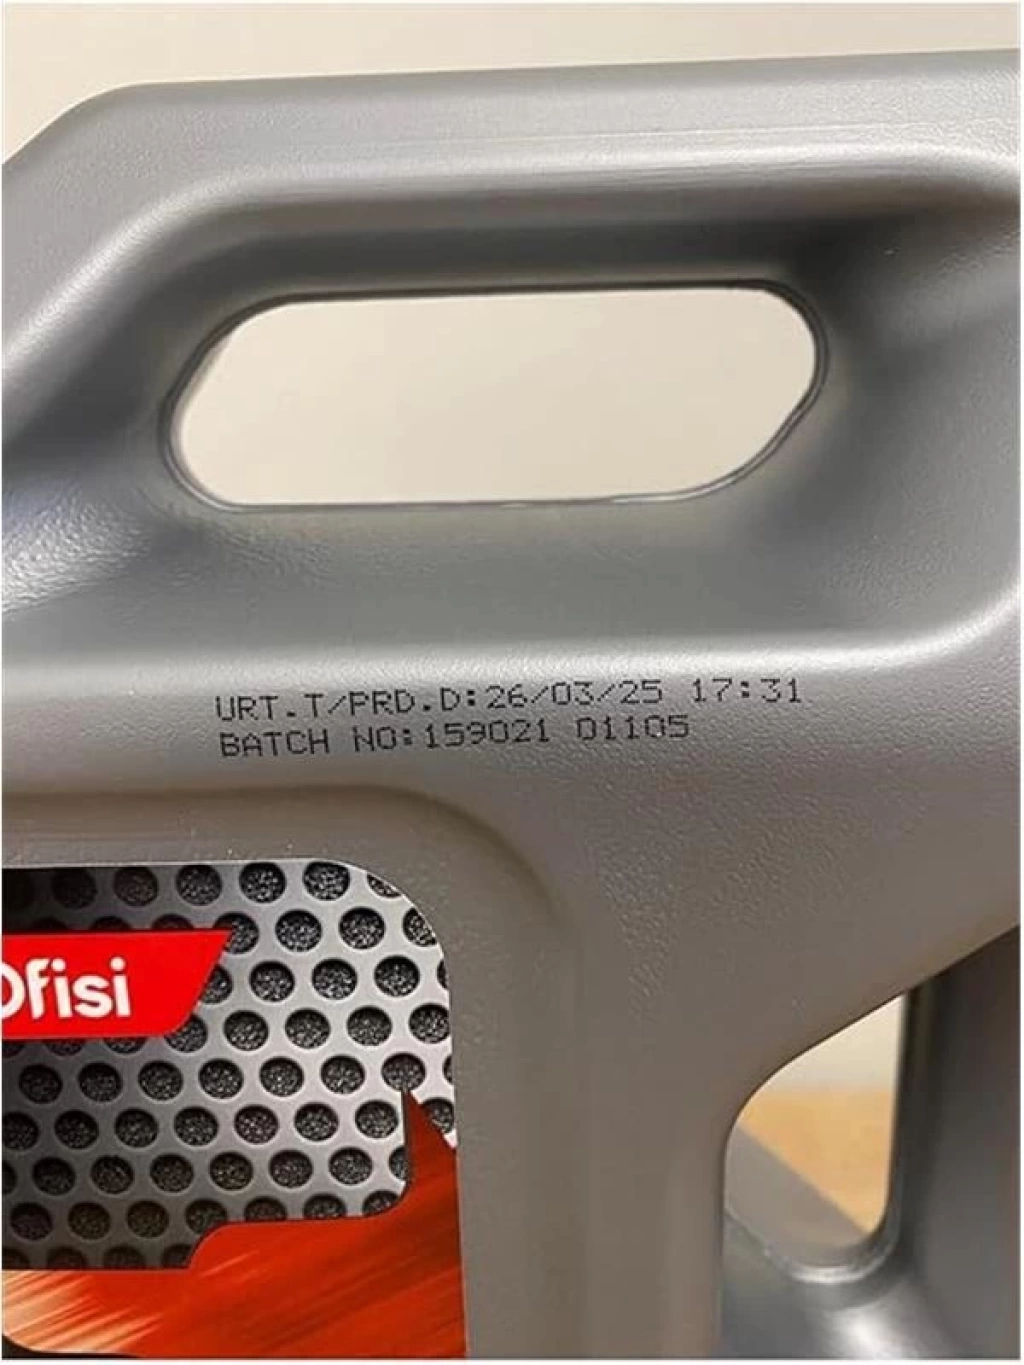 URT.T/PRD.D:26/03/25 17:31
BATCH NO:159021 01105
Ofisi